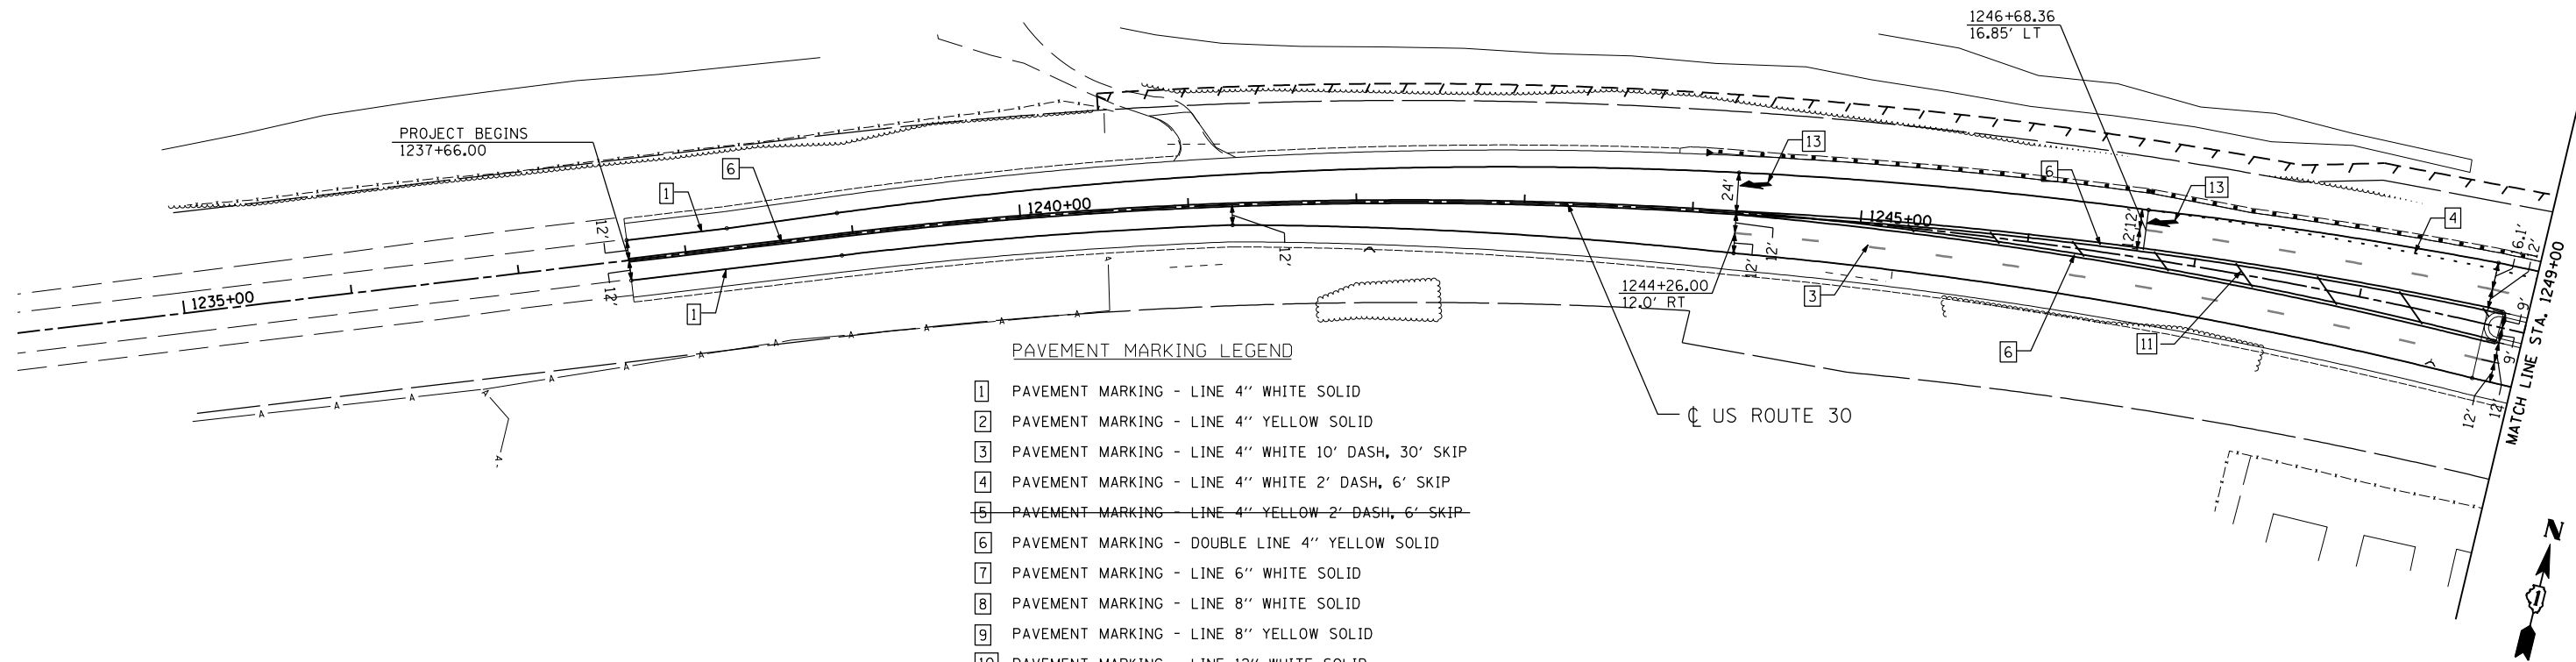 1246+68.36
16.85' LT
PROJECT BEGINS
1237+66.00
13
6
1
6
13
4
12'
12'
1235+00
1240+00
1245+00
24'
12'
12'
12'
12'12'
6.1'
12'
9'
9'
12'
12'
1
1244+26.00
12.0' RT
3
6
11
MATCH LINE STA. 1249+00
℄ US ROUTE 30
A A A A A A A A A A A A
A
A
A-
PAVEMENT MARKING LEGEND
1 PAVEMENT MARKING - LINE 4" WHITE SOLID
2 PAVEMENT MARKING - LINE 4" YELLOW SOLID
3 PAVEMENT MARKING - LINE 4" WHITE 10' DASH, 30' SKIP
4 PAVEMENT MARKING - LINE 4" WHITE 2' DASH, 6' SKIP
5 PAVEMENT MARKING - LINE 4" YELLOW 2' DASH, 6' SKIP
6 PAVEMENT MARKING - DOUBLE LINE 4" YELLOW SOLID
7 PAVEMENT MARKING - LINE 6" WHITE SOLID
8 PAVEMENT MARKING - LINE 8" WHITE SOLID
9 PAVEMENT MARKING - LINE 8" YELLOW SOLID
10 PAVEMENT MARKING - LINE 12" WHITE SOLID
N
1